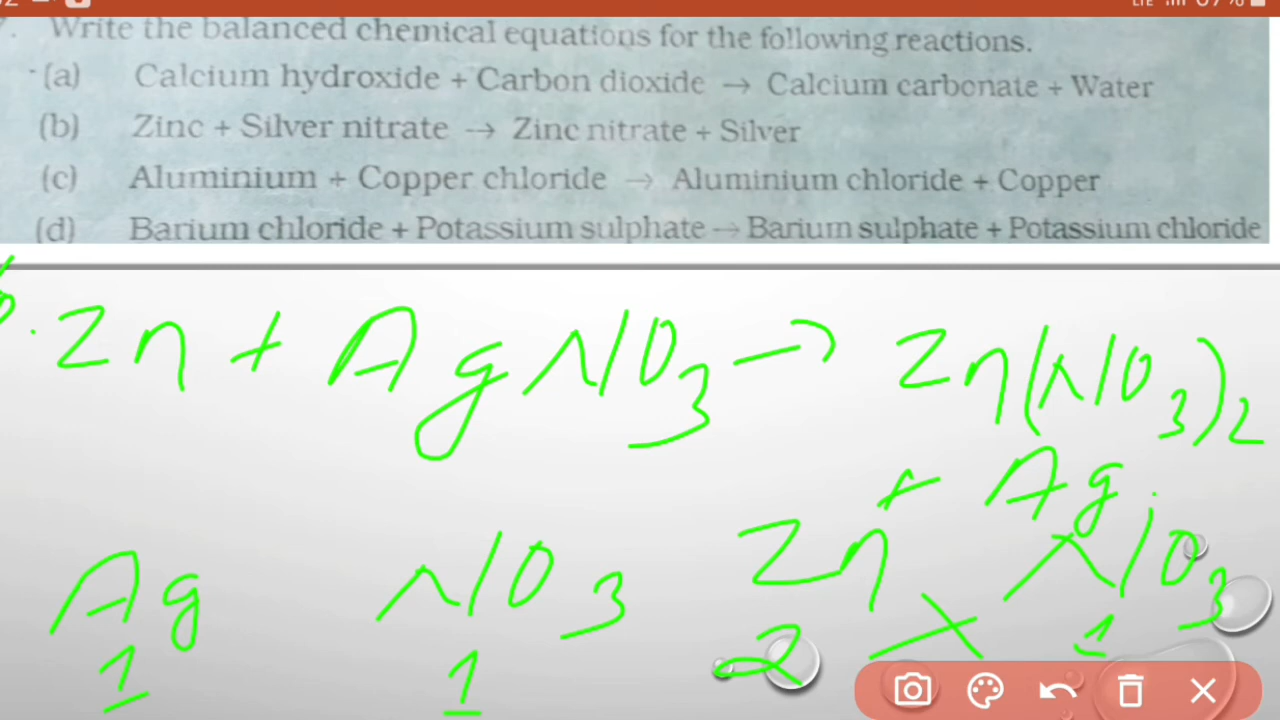 Write the balanced chemical equations for the following reactions.
(a) Calcium hydroxide + Carbon dioxide → Calcium carbonate + Water
(b) Zinc + Silver nitrate → Zinc nitrate + Silver
(c) Aluminium + Copper chloride → Aluminium chloride + Copper
(d) Barium chloride + Potassium sulphate → Barium sulphate + Potassium chloride
Zn + AgNO3 → Zn(NO3)2
+ Ag
Ag NO3 Zn NO3
1 1 2 1